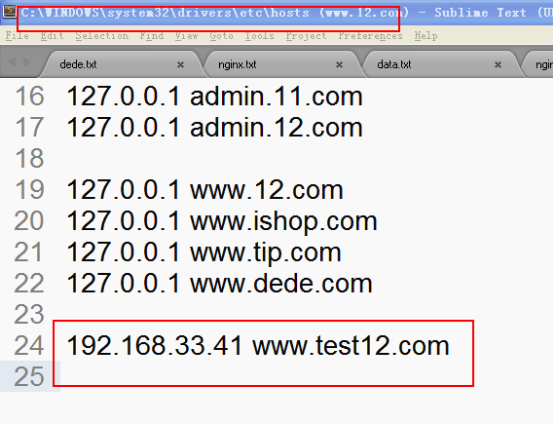 C:\WINDOWS\system32\drivers\etc\hosts (www.12.com) - Sublime Text (U
File Edit Selection Find View Goto Tools Project Preferences Help
dede.txt × nginx.txt × data.txt × ngin
16 127.0.0.1 admin.11.com
17 127.0.0.1 admin.12.com
18
19 127.0.0.1 www.12.com
20 127.0.0.1 www.ishop.com
21 127.0.0.1 www.tip.com
22 127.0.0.1 www.dede.com
23
24 192.168.33.41 www.test12.com
25